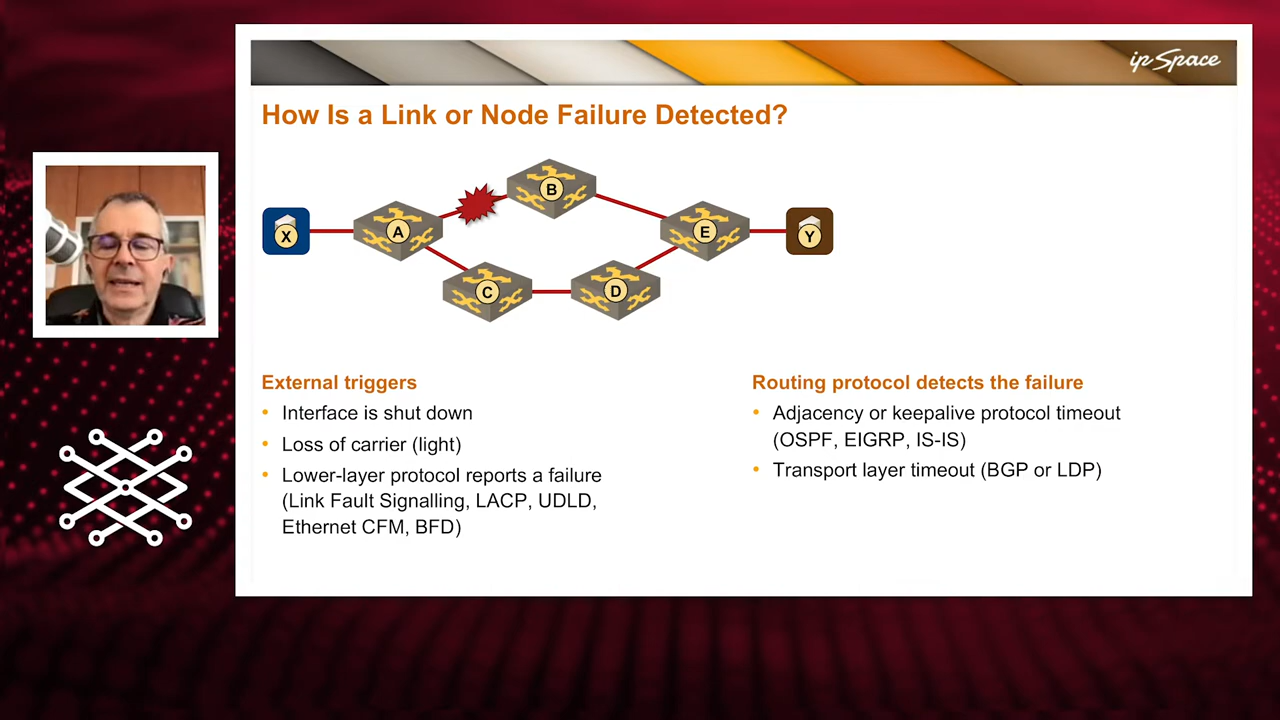 ip Space
How Is a Link or Node Failure Detected?
B
X
A
E
Y
C
D
External triggers
• Interface is shut down
• Loss of carrier (light)
• Lower-layer protocol reports a failure
(Link Fault Signalling, LACP, UDLD,
Ethernet CFM, BFD)
Routing protocol detects the failure
• Adjacency or keepalive protocol timeout
(OSPF, EIGRP, IS-IS)
• Transport layer timeout (BGP or LDP)